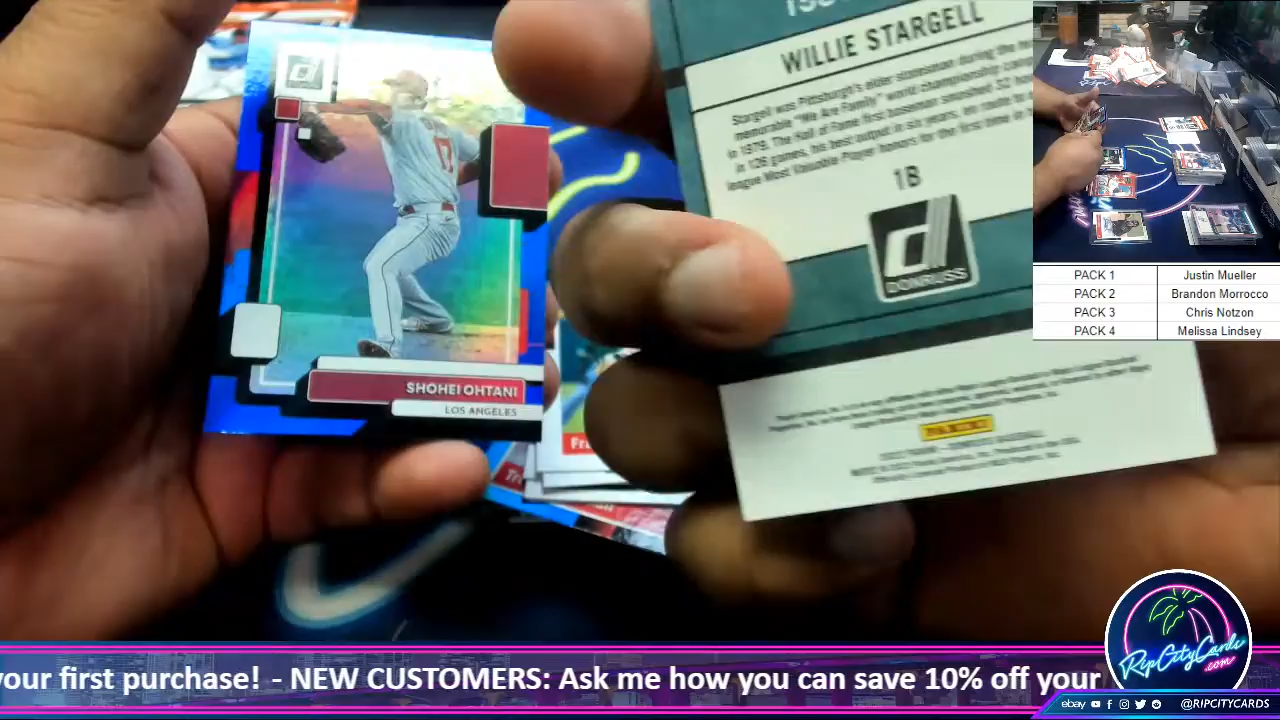 WILLIE STARGELL
Stargell was Pittsburgh's elder statesman during the
memorable "We Are Family" world championship
in 1979. The Hall of Fame first baseman smashed 32
in 126 games, his best output in six years, en route to
league Most Valuable Player honors for the first time in
1B
d
DONRUSS
PANINI
d
17
SHOHEI OHTANI
LOS ANGELES
PACK 1 Justin Mueller
PACK 2 Brandon Morrocco
PACK 3 Chris Notzon
PACK 4 Melissa Lindsey
your first purchase! - NEW CUSTOMERS: Ask me how you can save 10% off your
RipCityCards
.com
ebay @RIPCITYCARDS